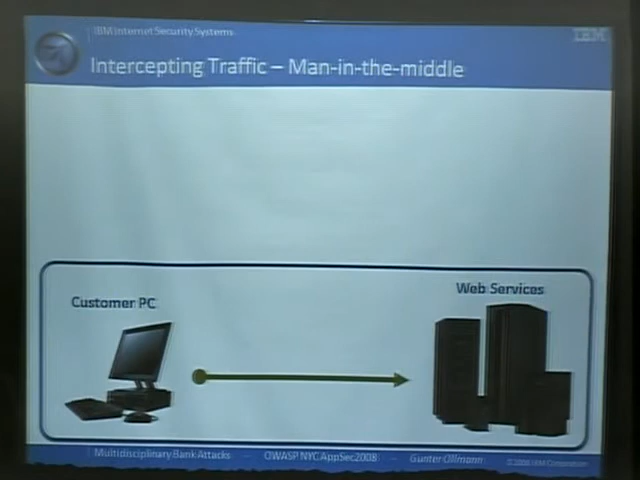 IBM Internet Security Systems
IBM
Intercepting Traffic – Man-in-the-middle
Customer PC
Web Services
Multidisciplinary Bank Attacks — OWASP NYC AppSec2008 — Gunter Ollmann
© 2008 IBM Corporation